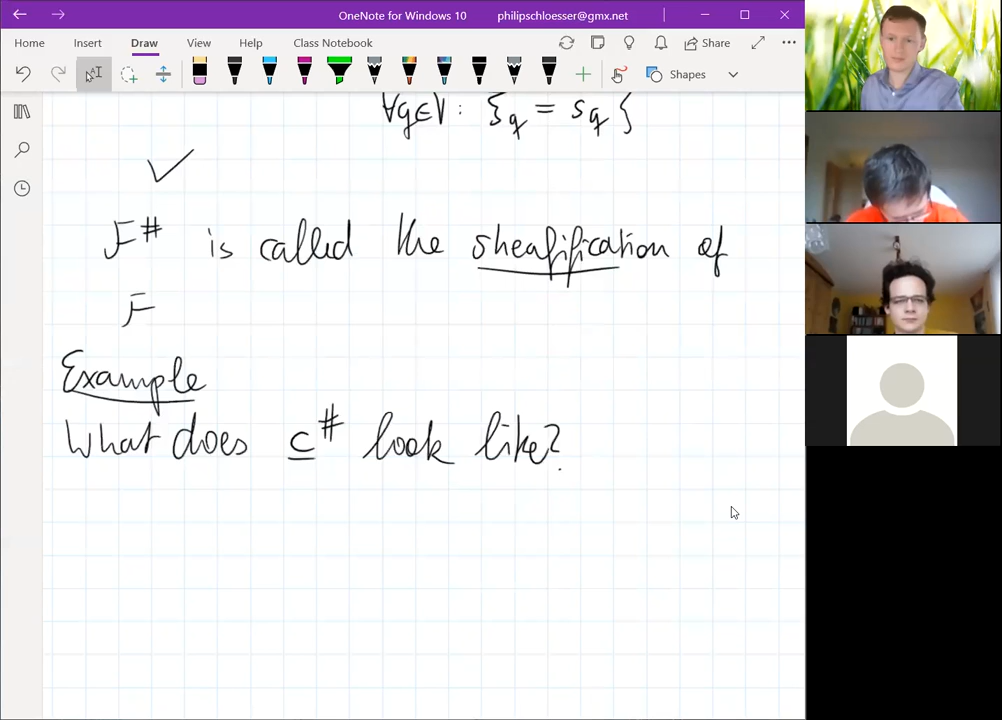 OneNote for Windows 10 philipschloesser@gmx.net
Home Insert Draw View Help Class Notebook Share
Shapes
∀q∈V : ξ_q = s_q }
✓
F^# is called the sheafification of
F
Example
What does c^# look like?